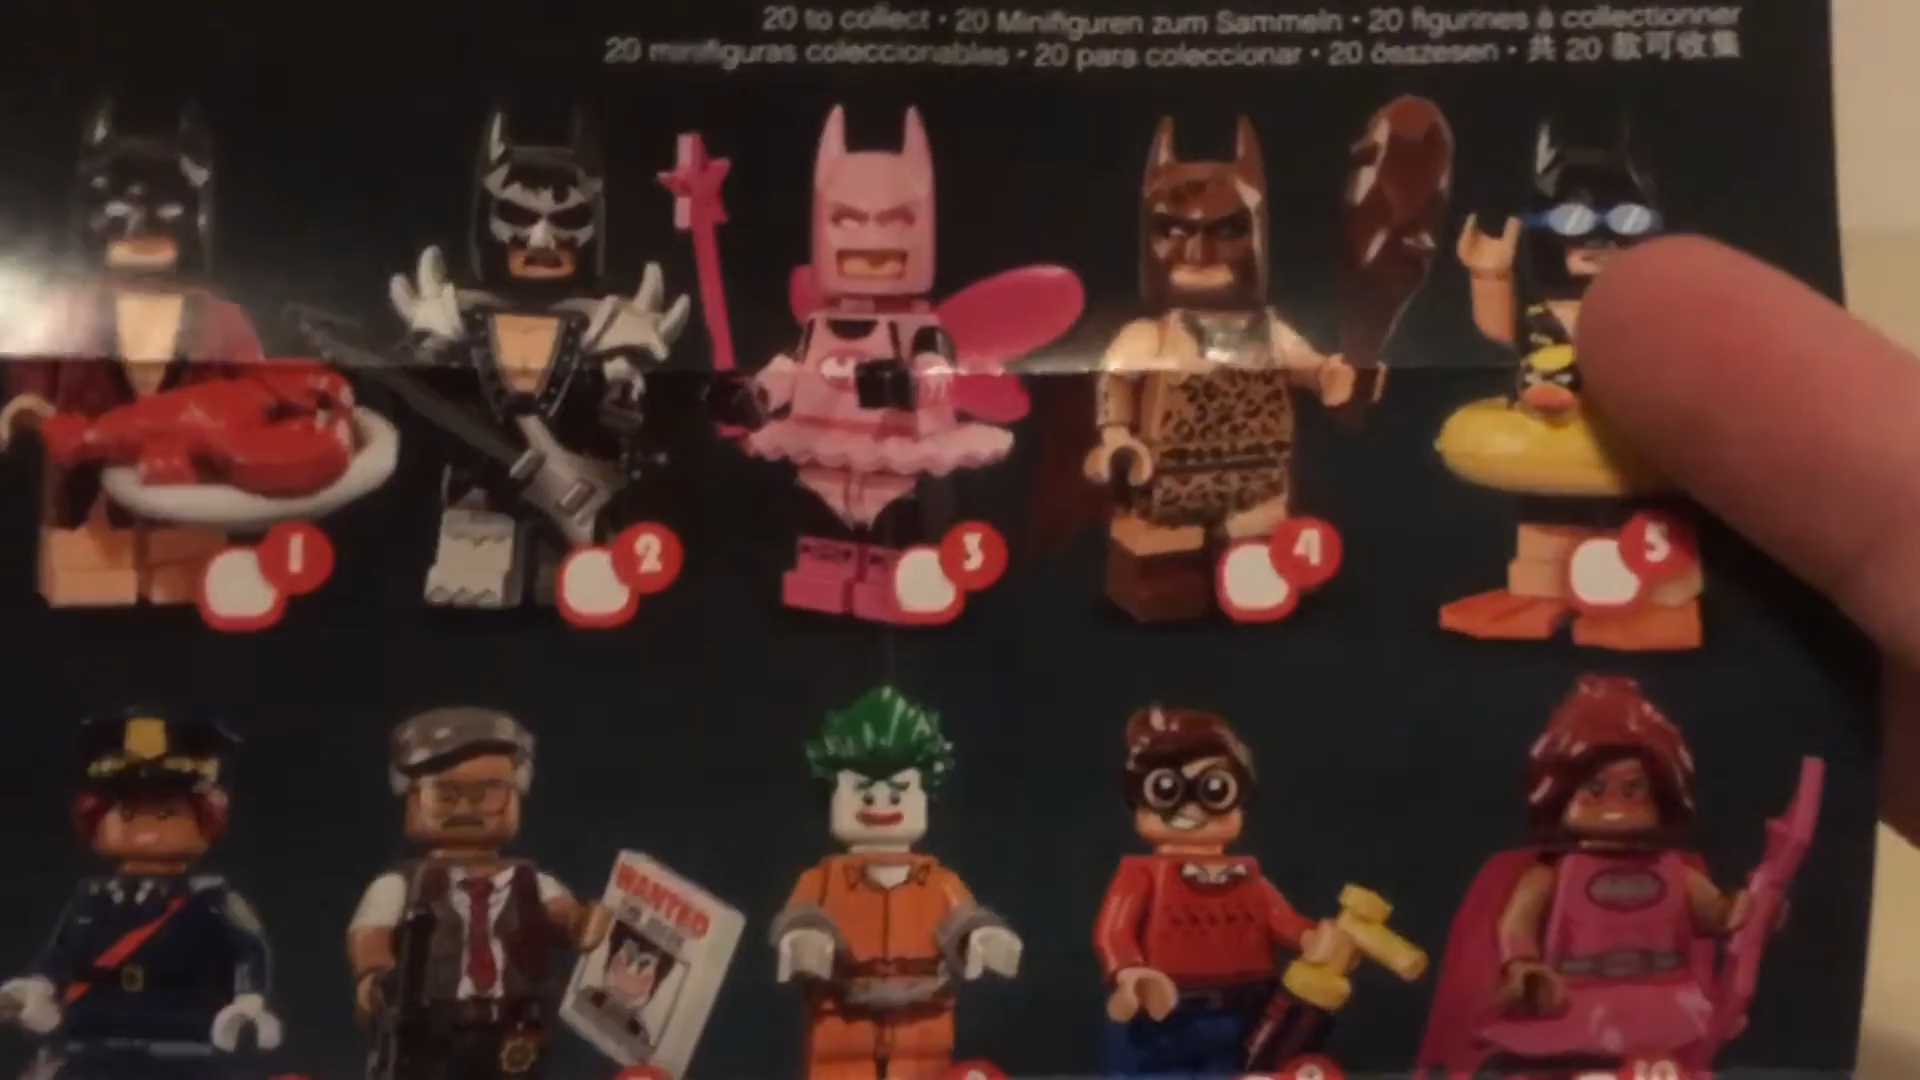 20 to collect · 20 Minifiguren zum Sammeln · 20 figurines à collectionner
20 minifiguras coleccionables · 20 para coleccionar · 20 összesen · 共 20 款可收集
1
2
3
4
5
WANTED
10